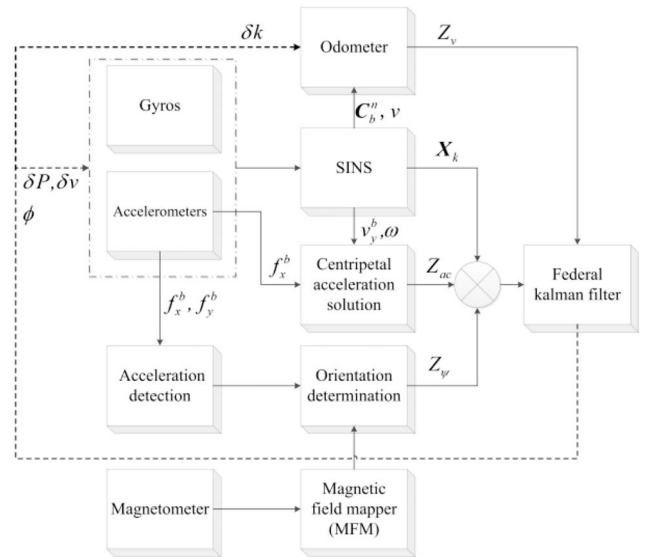 δk
Odometer
Z_v
Gyros
C_b^n, v
δP, δv
ϕ
SINS
X_k
Accelerometers
v_y^b, ω
f_x^b
Centripetal
acceleration
solution
Z_ac
Federal
kalman filter
f_x^b, f_y^b
Acceleration
detection
Orientation
determination
Z_ψ
Magnetometer
Magnetic
field mapper
(MFM)